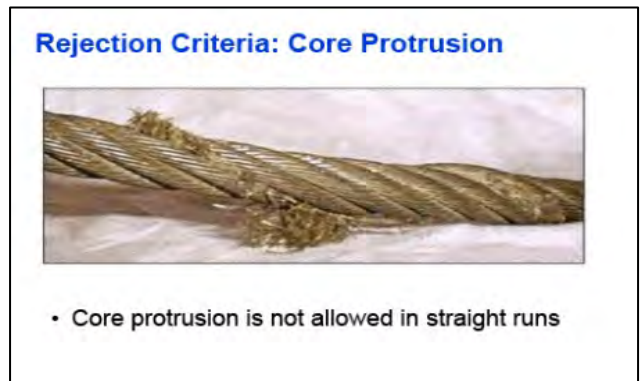 Rejection Criteria: Core Protrusion
• Core protrusion is not allowed in straight runs